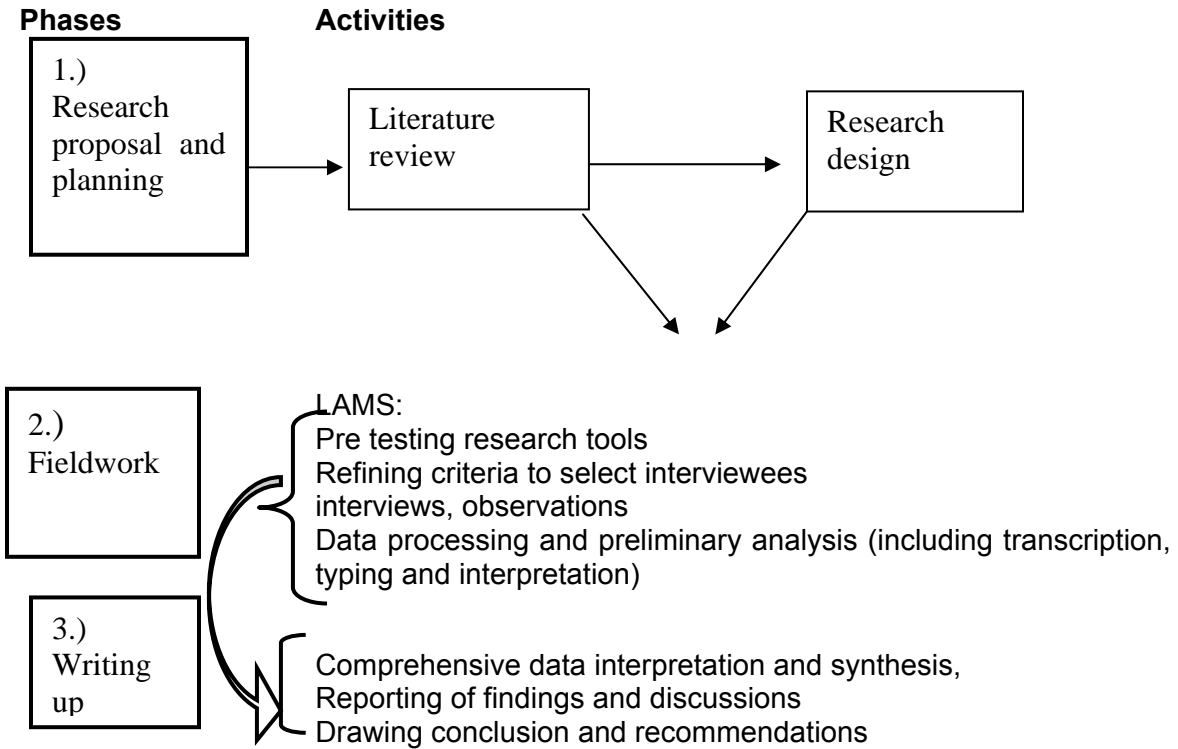 Phases Activities
1.)
Research
proposal and
planning
Literature
review
Research
design
2.)
Fieldwork
LAMS:
Pre testing research tools
Refining criteria to select interviewees
interviews, observations
Data processing and preliminary analysis (including transcription,
typing and interpretation)
3.)
Writing
up
Comprehensive data interpretation and synthesis,
Reporting of findings and discussions
Drawing conclusion and recommendations